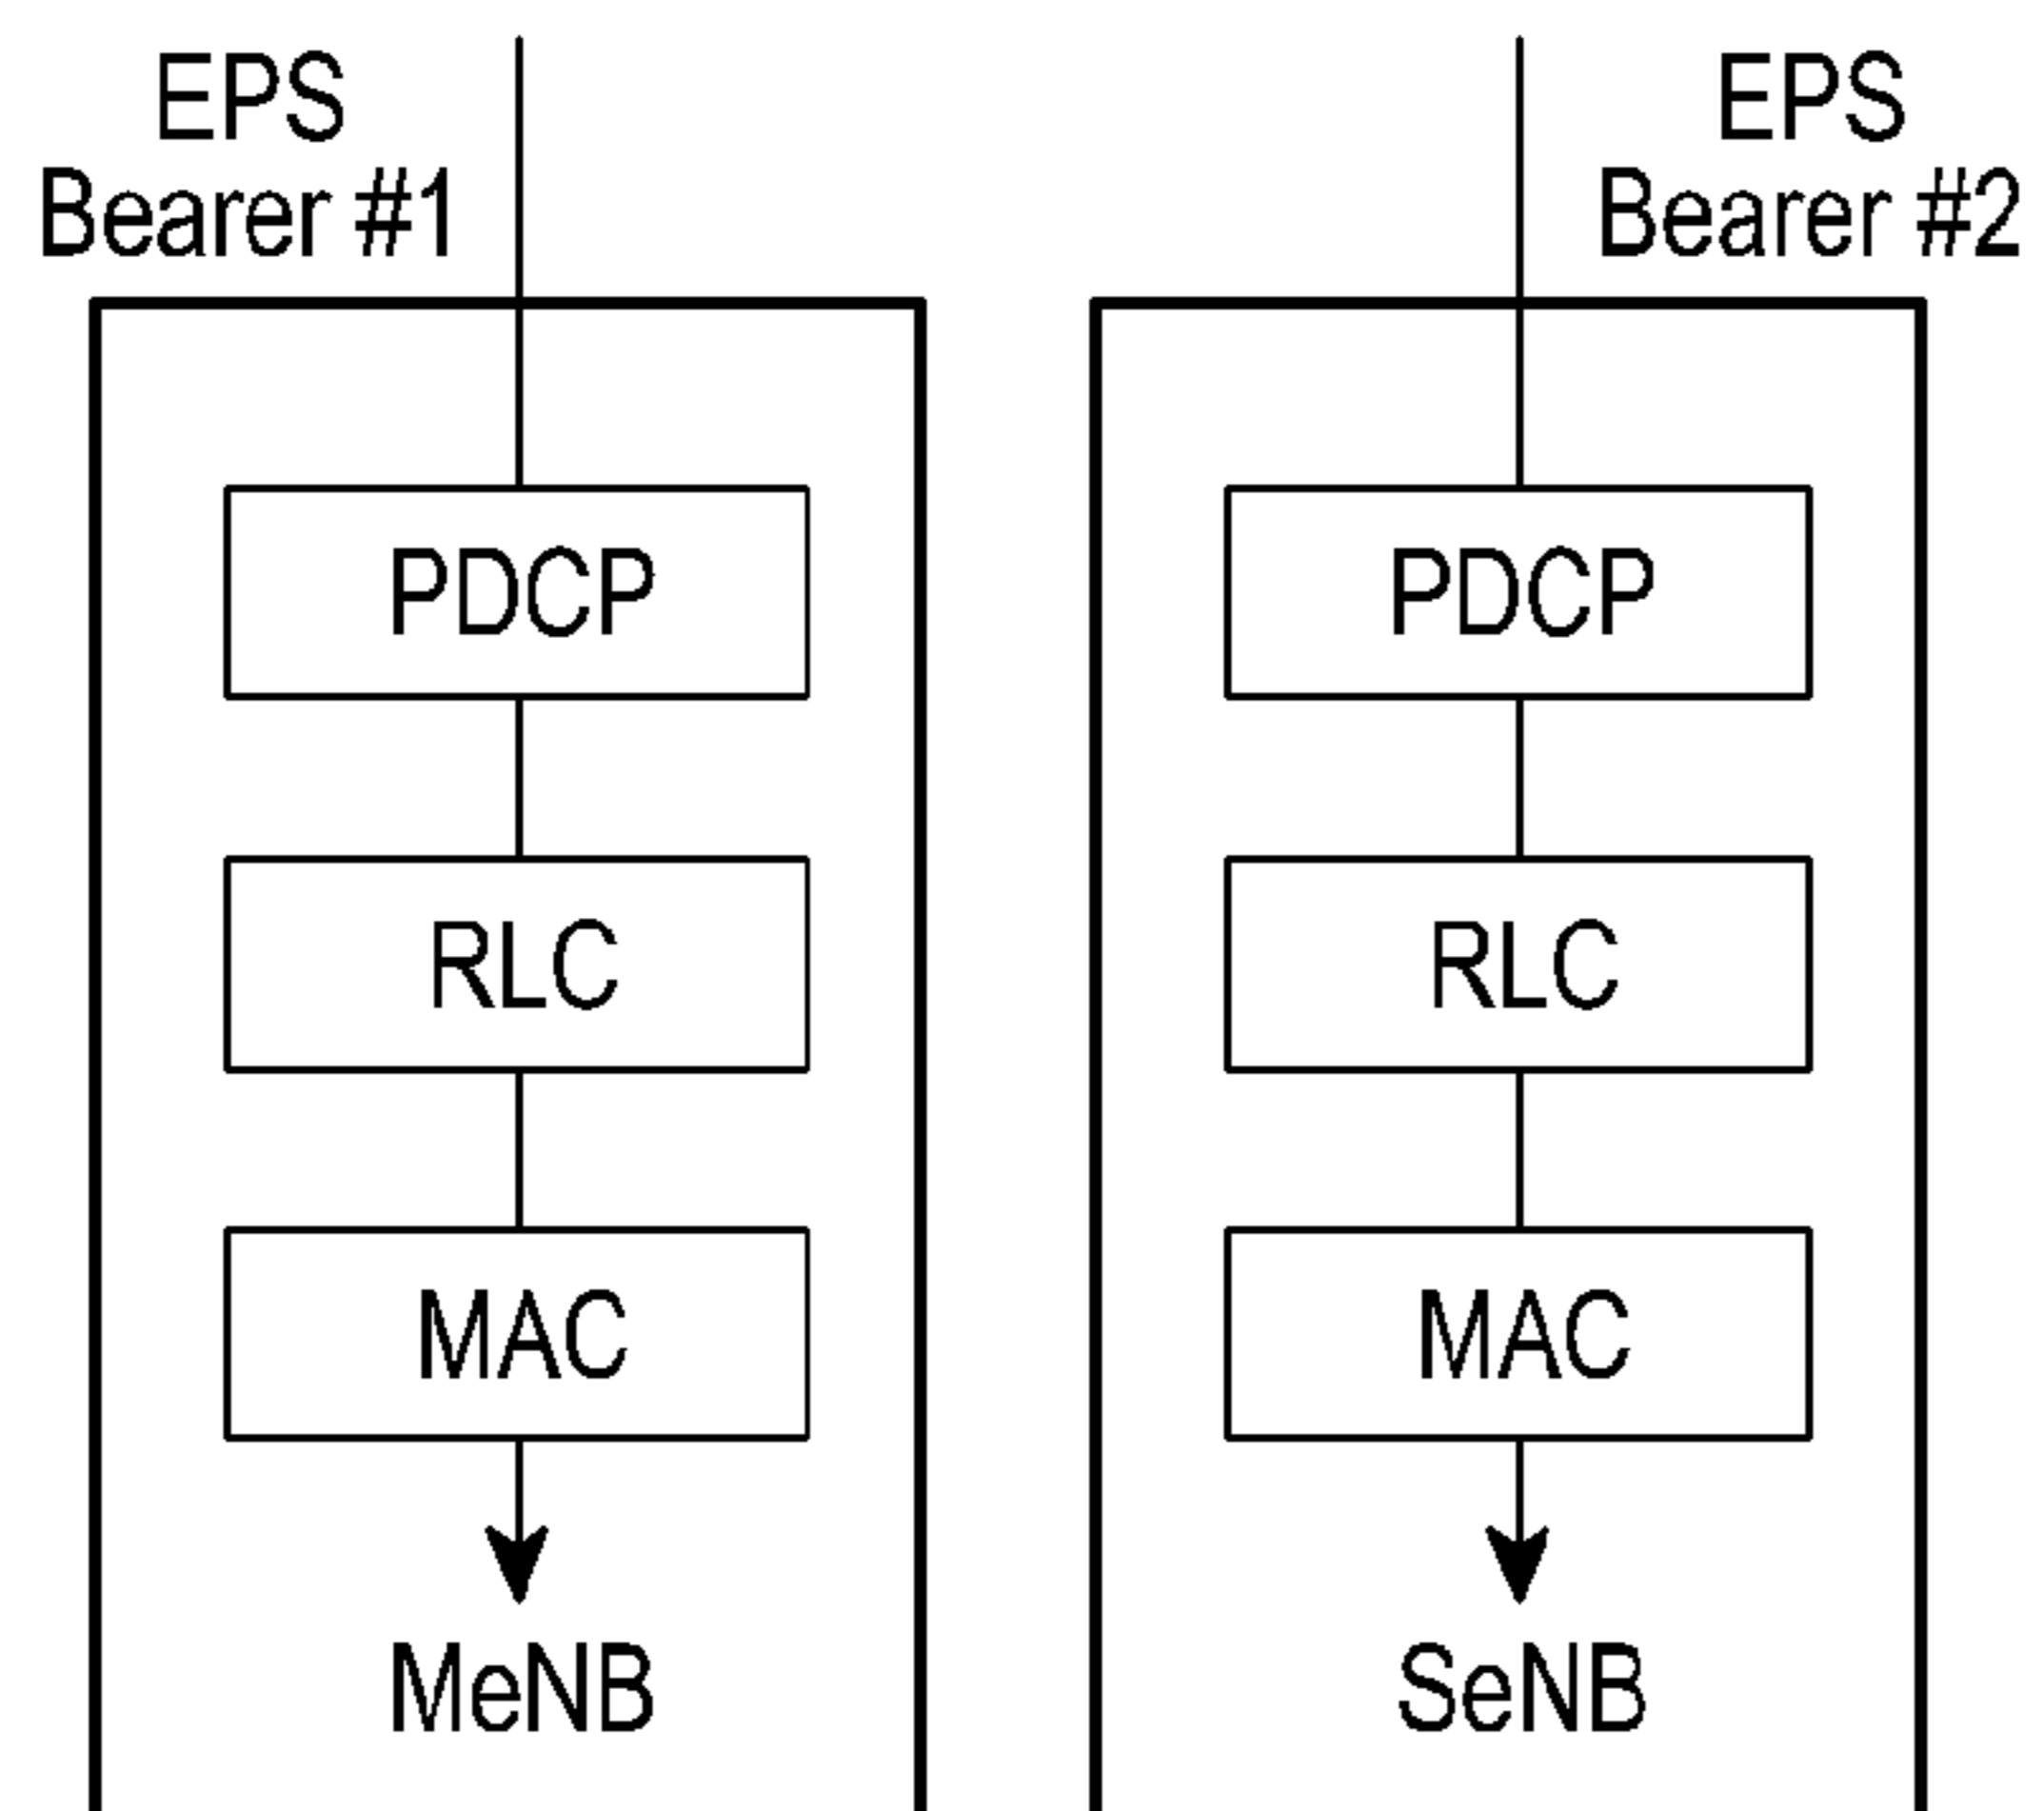 EPS
Bearer #1
PDCP
RLC
MAC
MeNB
EPS
Bearer #2
PDCP
RLC
MAC
SeNB